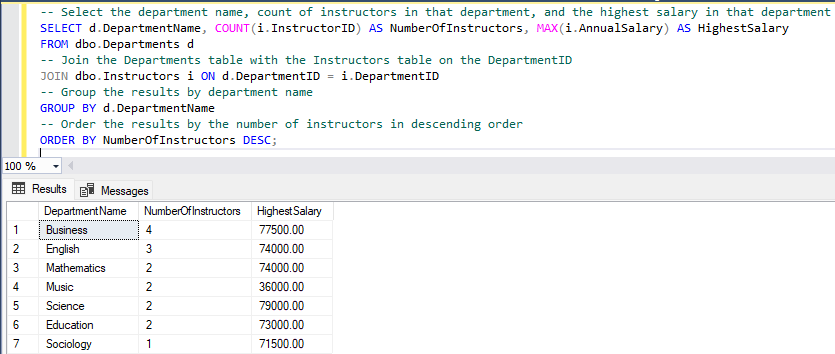 -- Select the department name, count of instructors in that department, and the highest salary in that department
SELECT d.DepartmentName, COUNT(i.InstructorID) AS NumberOfInstructors, MAX(i.AnnualSalary) AS HighestSalary
FROM dbo.Departments d
-- Join the Departments table with the Instructors table on the DepartmentID
JOIN dbo.Instructors i ON d.DepartmentID = i.DepartmentID
-- Group the results by department name
GROUP BY d.DepartmentName
-- Order the results by the number of instructors in descending order
ORDER BY NumberOfInstructors DESC;
100 %
Results Messages
DepartmentName NumberOfInstructors HighestSalary
1 Business 4 77500.00
2 English 3 74000.00
3 Mathematics 2 74000.00
4 Music 2 36000.00
5 Science 2 79000.00
6 Education 2 73000.00
7 Sociology 1 71500.00